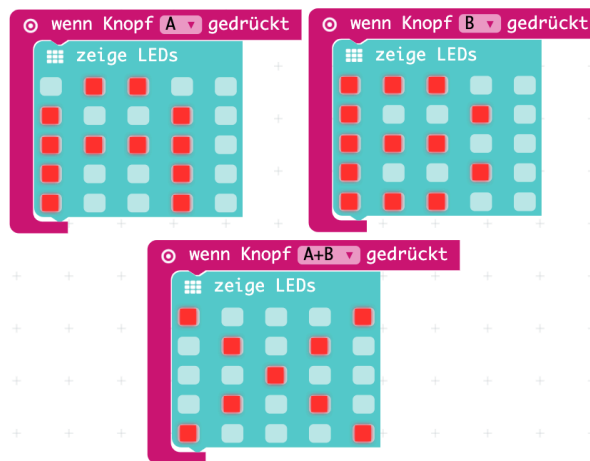 wenn Knopf A ▾ gedrückt
zeige LEDs
wenn Knopf B ▾ gedrückt
zeige LEDs
wenn Knopf A+B ▾ gedrückt
zeige LEDs